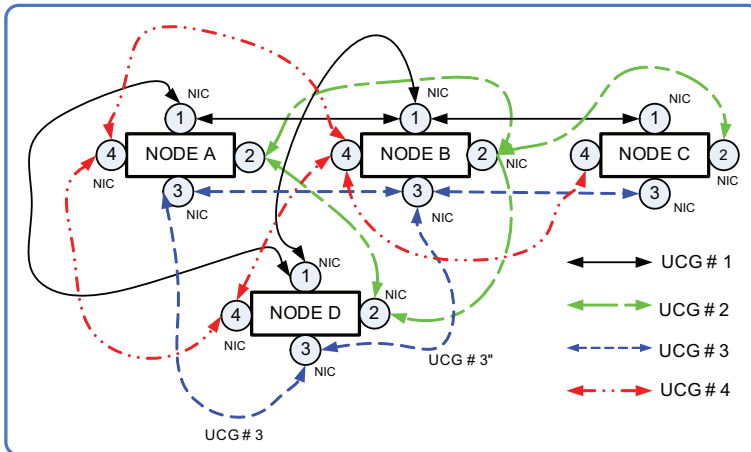 NIC
NIC
NIC
1
1
1
4
NODE A
2
4
NODE B
2
4
NODE C
2
NIC
NIC
NIC
NIC
3
3
3
NIC
NIC
NIC
NIC
1
UCG # 1
NIC
4
NODE D
2
UCG # 2
NIC
3
UCG # 3
NIC
UCG # 3"
UCG # 4
UCG # 3